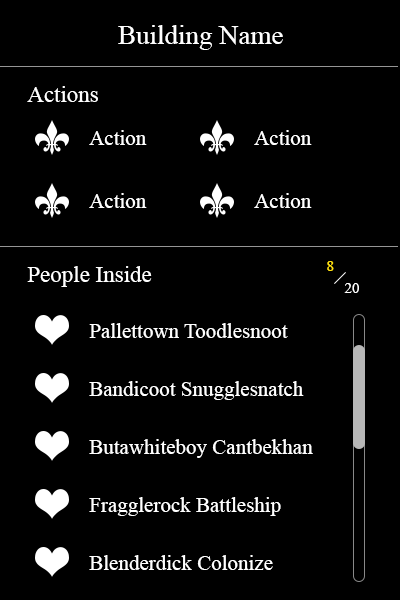 Building Name
Actions
Action Action
Action Action
People Inside 8/20
Pallettown Toodlesnoot
Bandicoot Snugglesnatch
Butawhiteboy Cantbekhan
Fragglerock Battleship
Blenderdick Colonize